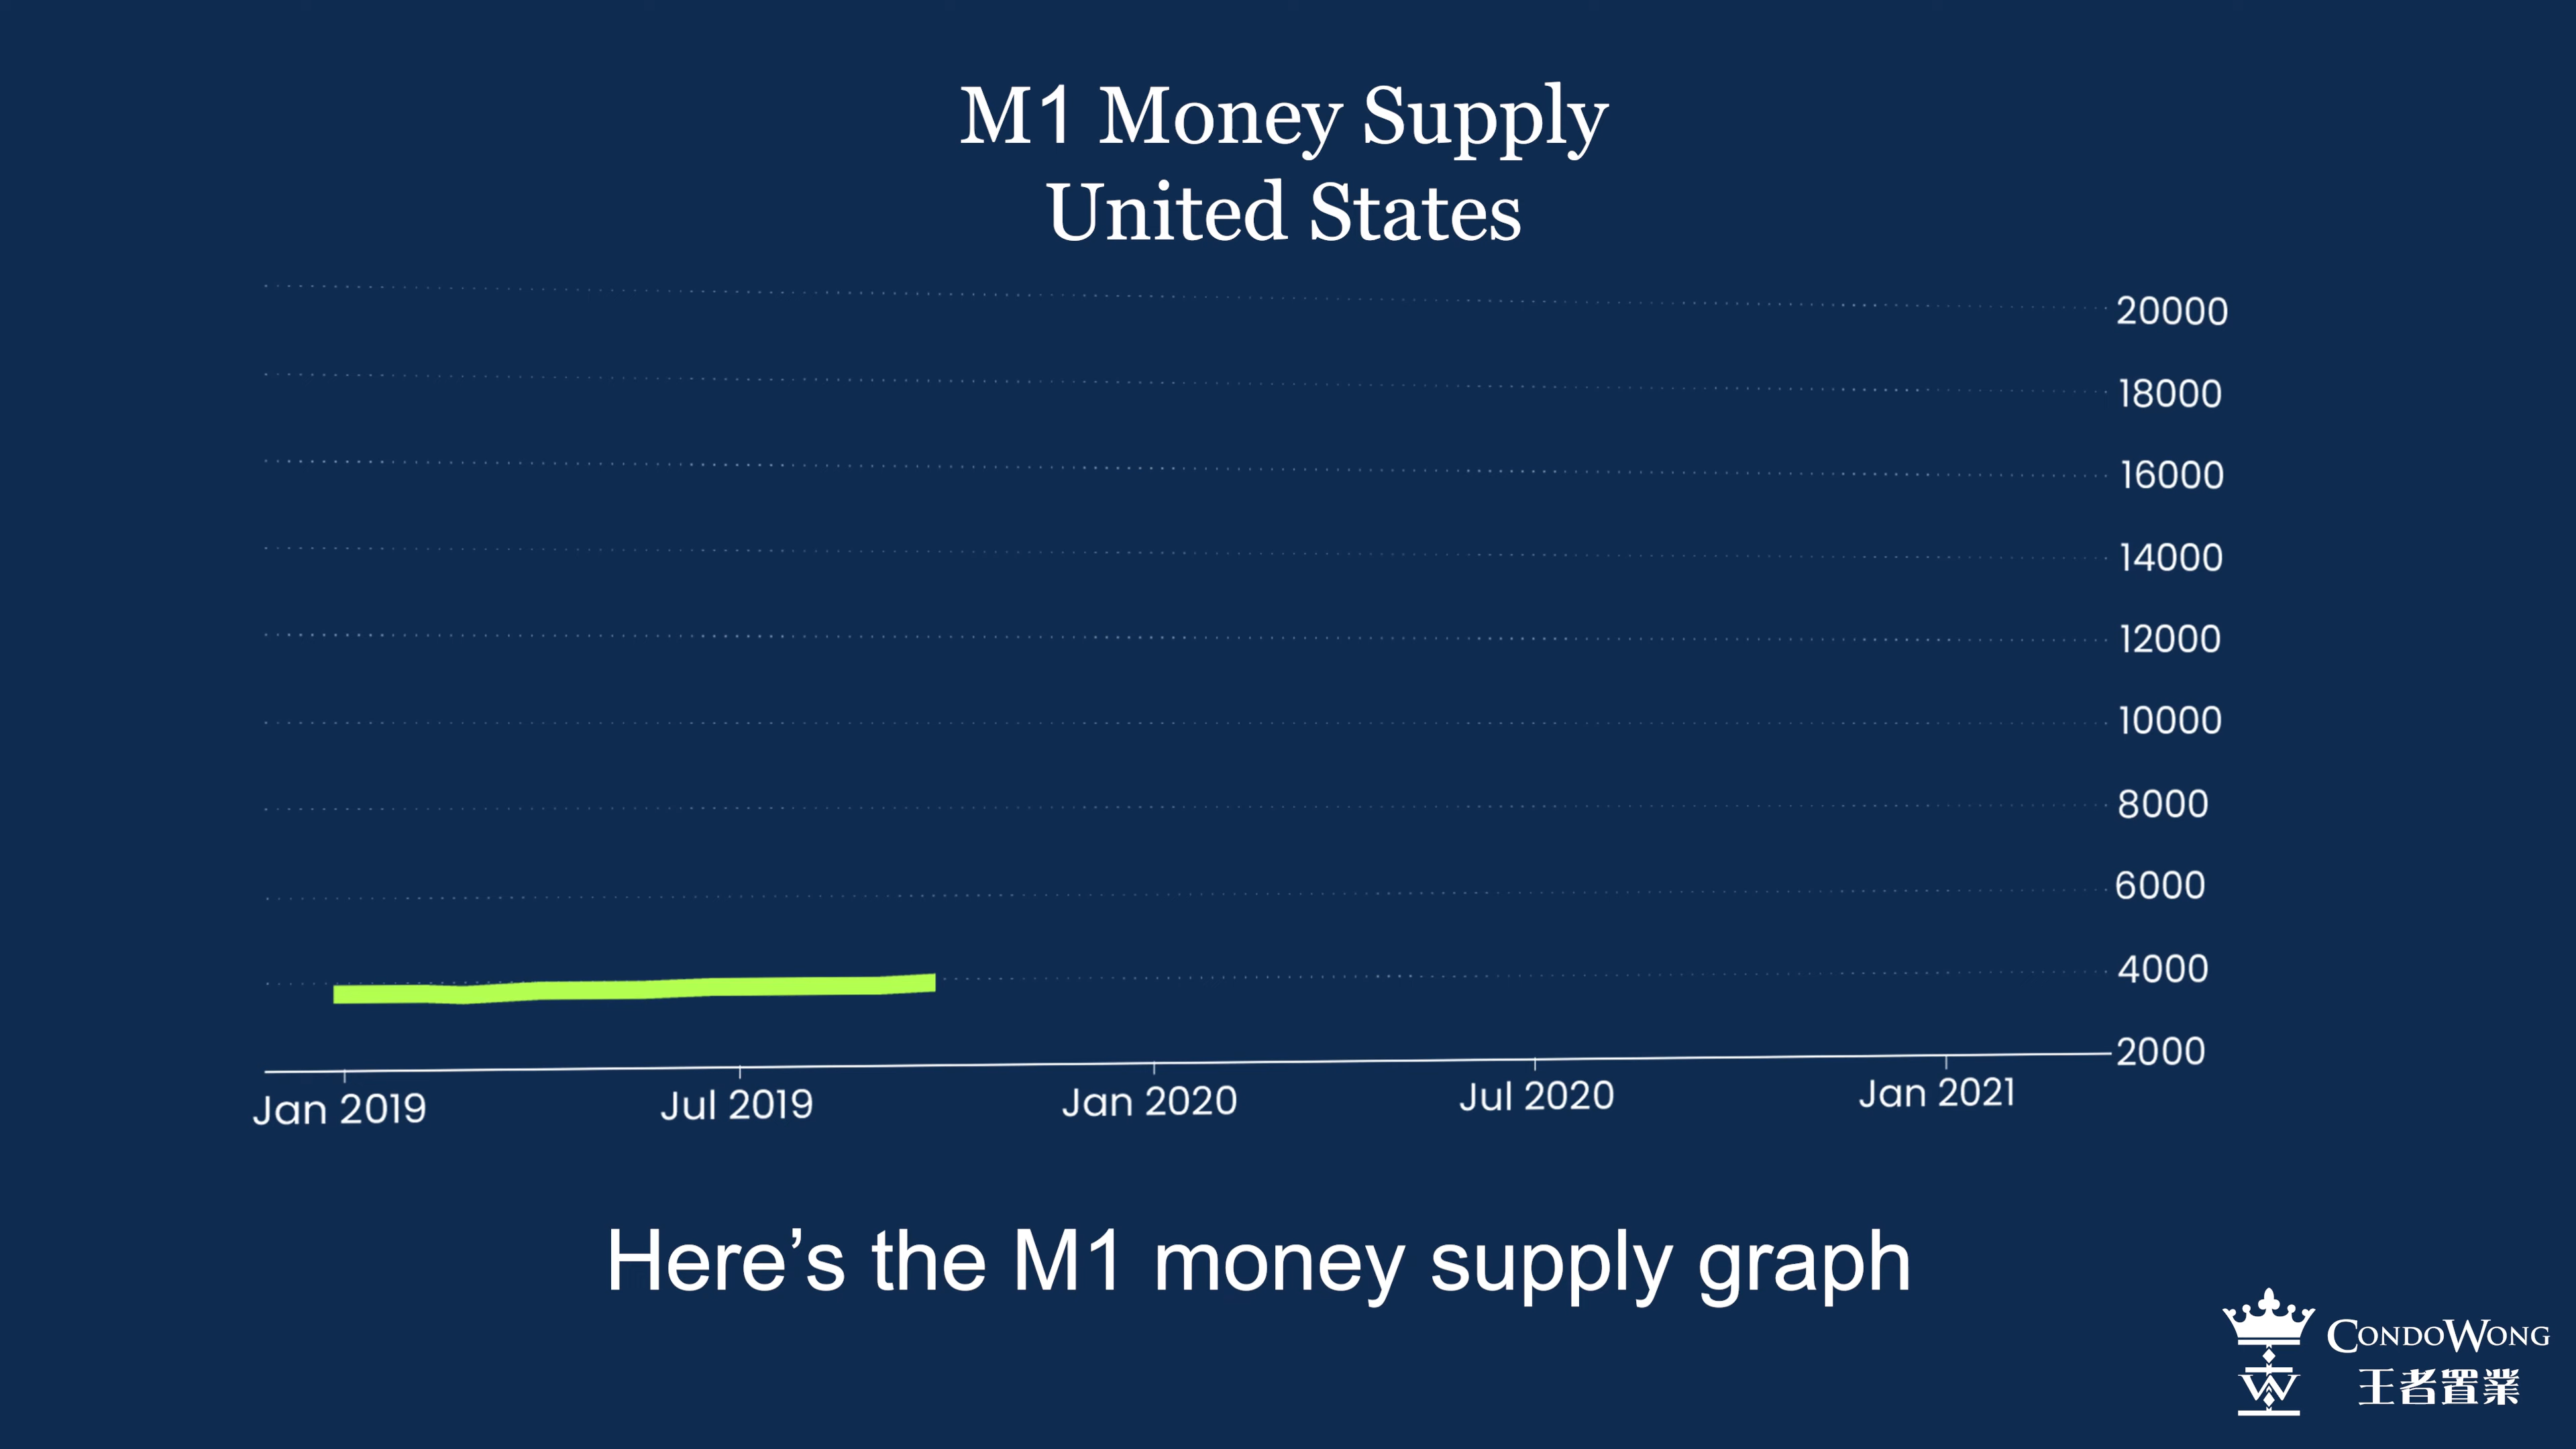 M1 Money Supply
United States
20000
18000
16000
14000
12000
10000
8000
6000
4000
2000
Jan 2019
Jul 2019
Jan 2020
Jul 2020
Jan 2021
Here’s the M1 money supply graph
CONDOWONG
王者置業